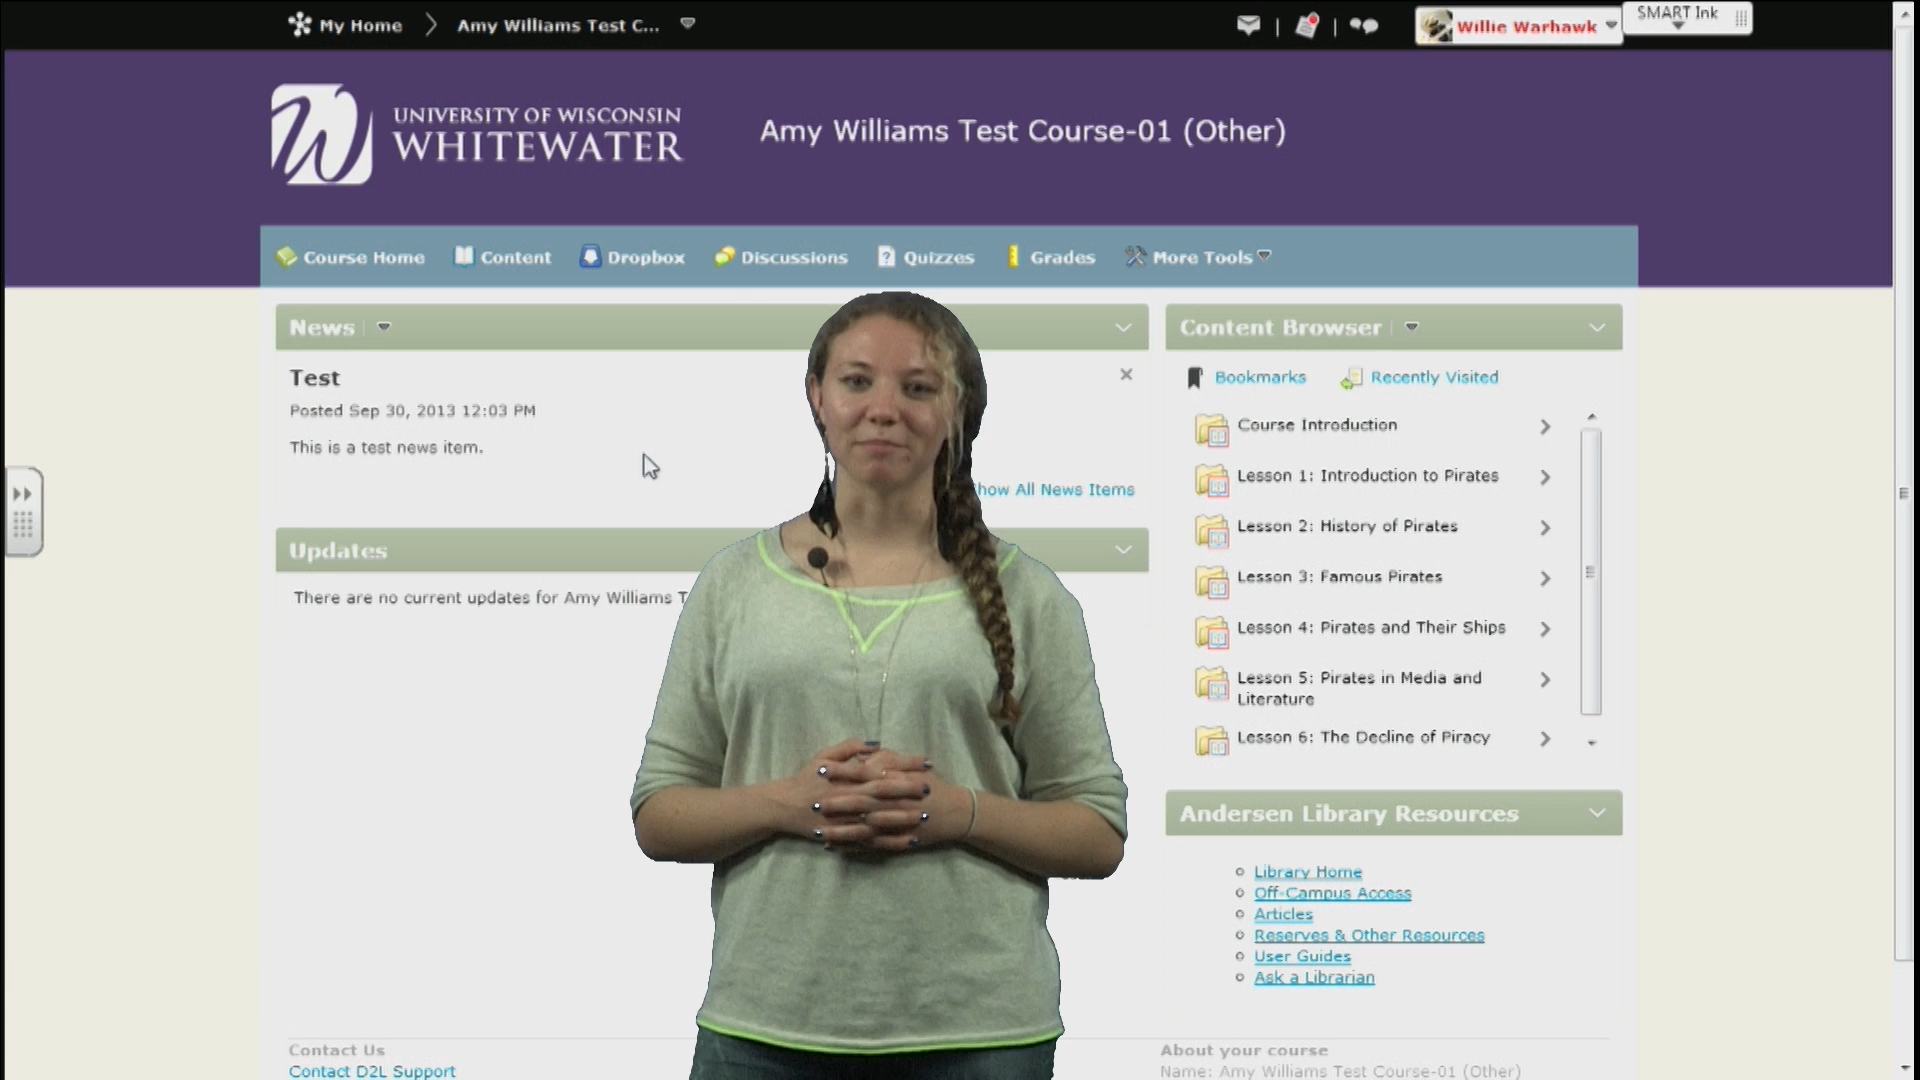 My Home
Amy Williams Test C...
Willie Warhawk
SMART Ink
UNIVERSITY OF WISCONSIN
WHITEWATER
Amy Williams Test Course-01 (Other)
Course Home
Content
Dropbox
Discussions
Quizzes
Grades
More Tools
News
Test
Posted Sep 30, 2013 12:03 PM
This is a test news item.
Show All News Items
Updates
There are no current updates for Amy Williams T
Content Browser
Bookmarks
Recently Visited
Course Introduction
Lesson 1: Introduction to Pirates
Lesson 2: History of Pirates
Lesson 3: Famous Pirates
Lesson 4: Pirates and Their Ships
Lesson 5: Pirates in Media and
Literature
Lesson 6: The Decline of Piracy
Andersen Library Resources
Library Home
Off-Campus Access
Articles
Reserves & Other Resources
User Guides
Ask a Librarian
Contact Us
Contact D2L Support
About your course
Name: Amy Williams Test Course-01 (Other)